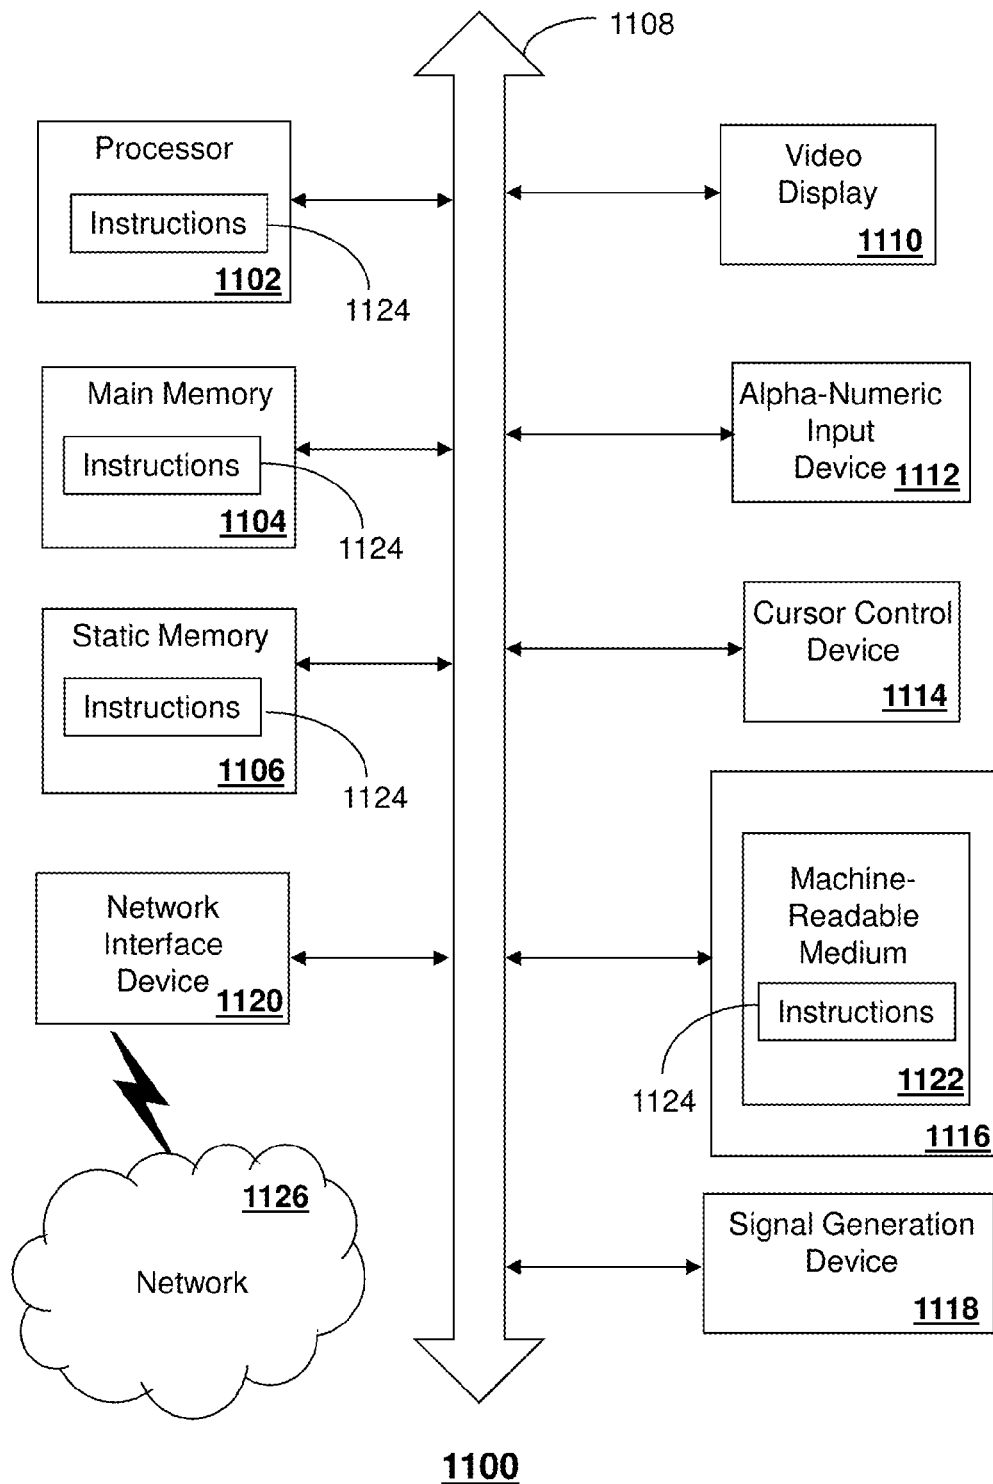 1108
Processor
Instructions
1102
1124
Main Memory
Instructions
1104
1124
Static Memory
Instructions
1106
1124
Network
Interface
Device
1120
1126
Network
Video
Display
1110
Alpha-Numeric
Input
Device
1112
Cursor Control
Device
1114
Machine-
Readable
Medium
Instructions
1122
1124
1116
Signal Generation
Device
1118
1100